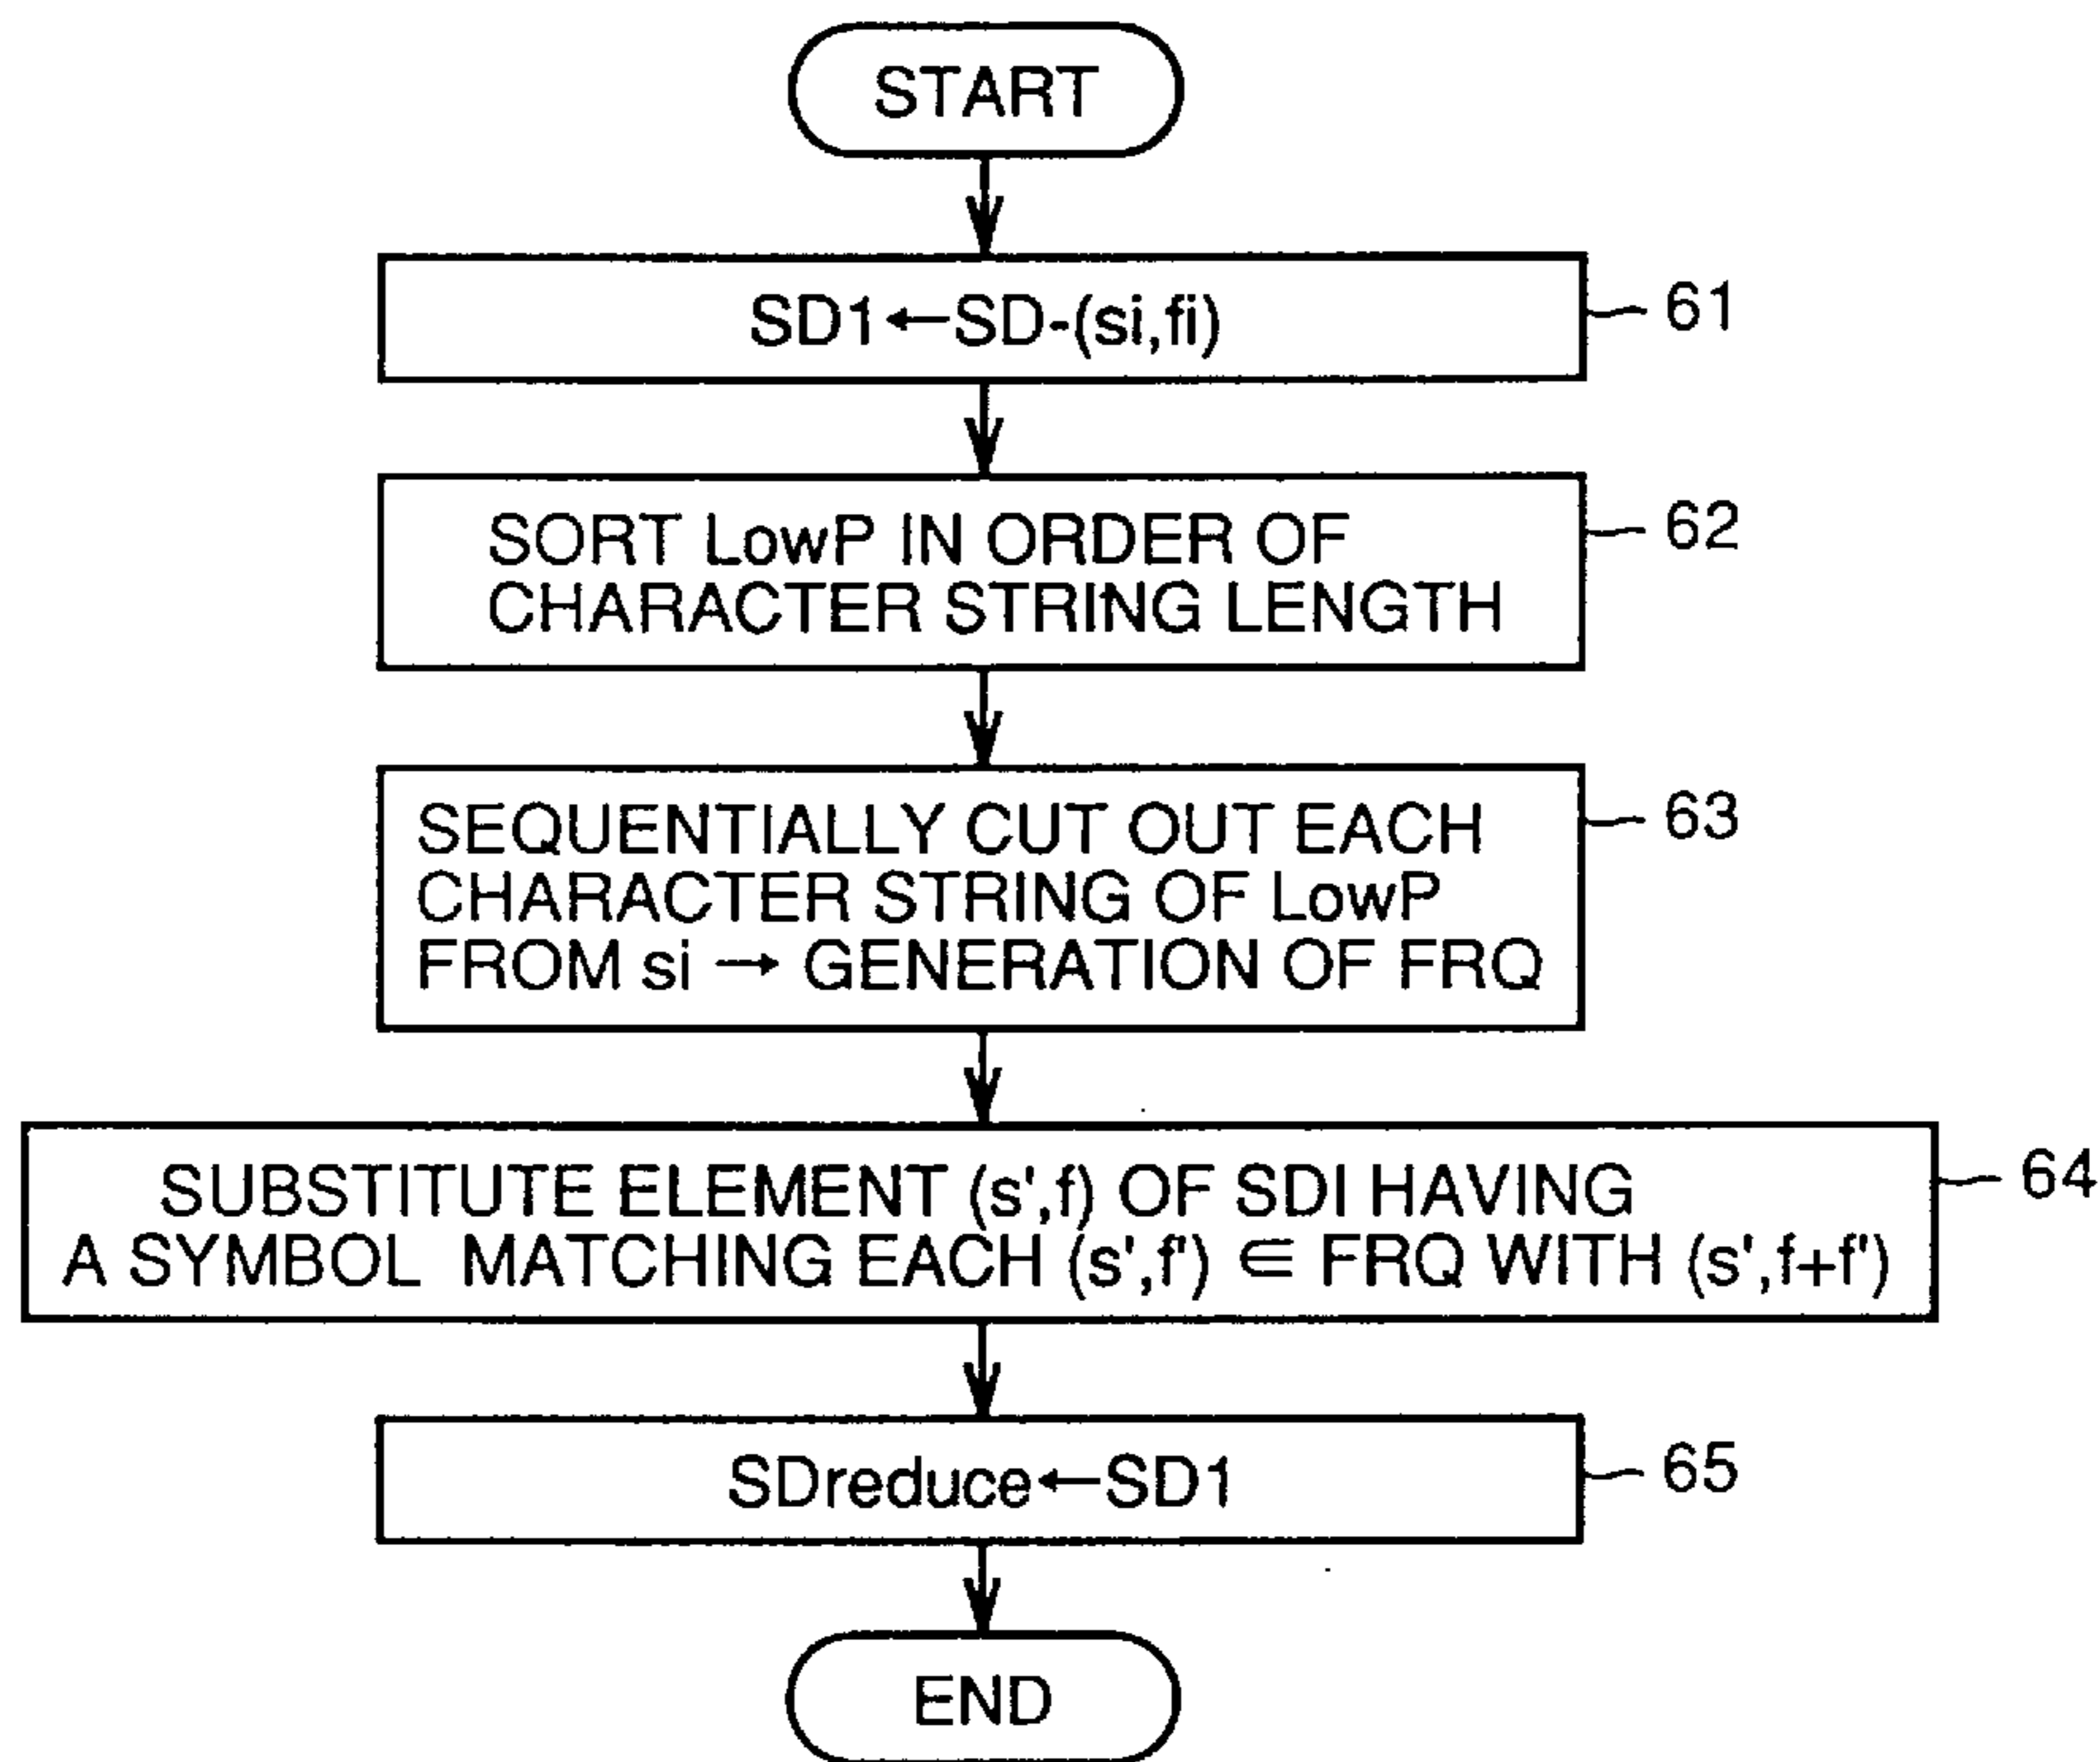 START
SD1←SD-(si,fi)
61
SORT LowP IN ORDER OF
CHARACTER STRING LENGTH
62
SEQUENTIALLY CUT OUT EACH
CHARACTER STRING OF LowP
FROM si → GENERATION OF FRQ
63
SUBSTITUTE ELEMENT (s',f) OF SDI HAVING
A SYMBOL MATCHING EACH (s',f') ∈ FRQ WITH (s',f+f')
64
SDreduce←SD1
65
END